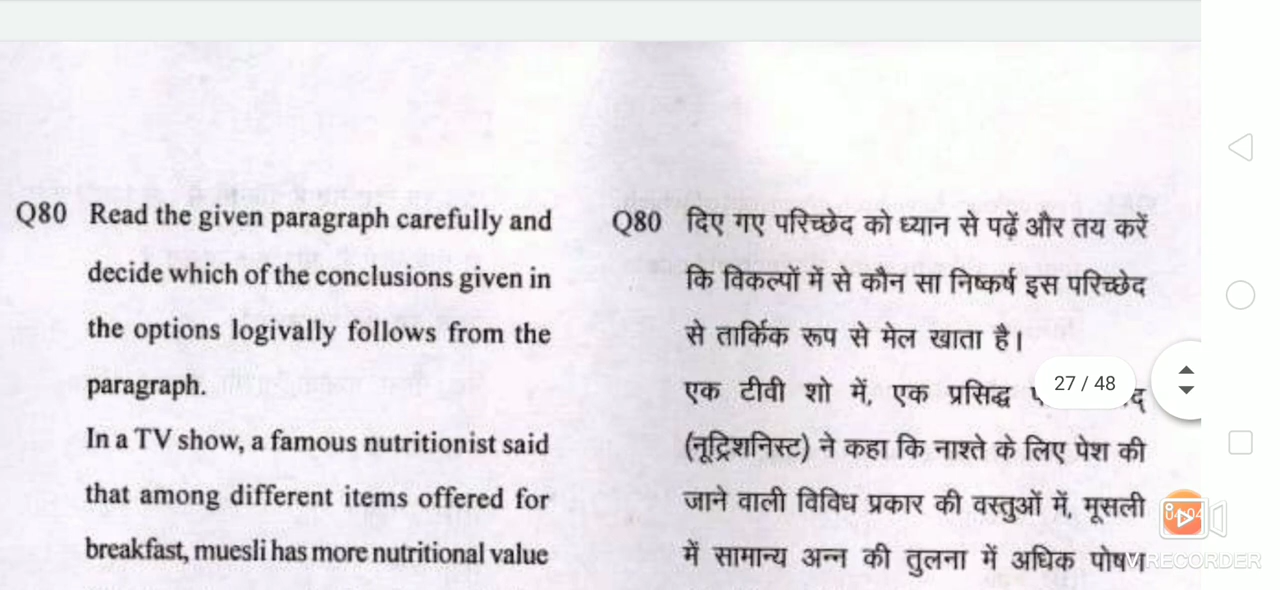 Q80 Read the given paragraph carefully and
decide which of the conclusions given in
the options logivally follows from the
paragraph.
In a TV show, a famous nutritionist said
that among different items offered for
breakfast, muesli has more nutritional value
Q80 दिए गए परिच्छेद को ध्यान से पढ़ें और तय करें
कि विकल्पों में से कौन सा निष्कर्ष इस परिच्छेद
से तार्किक रूप से मेल खाता है।
एक टीवी शो में, एक प्रसिद्ध
(नूट्रिशनिस्ट) ने कहा कि नाश्ते के लिए पेश की
जाने वाली विविध प्रकार की वस्तुओं में, मूसली
में सामान्य अन्न की तुलना में अधिक पोषण
27 / 48
04:04
VRECORDER